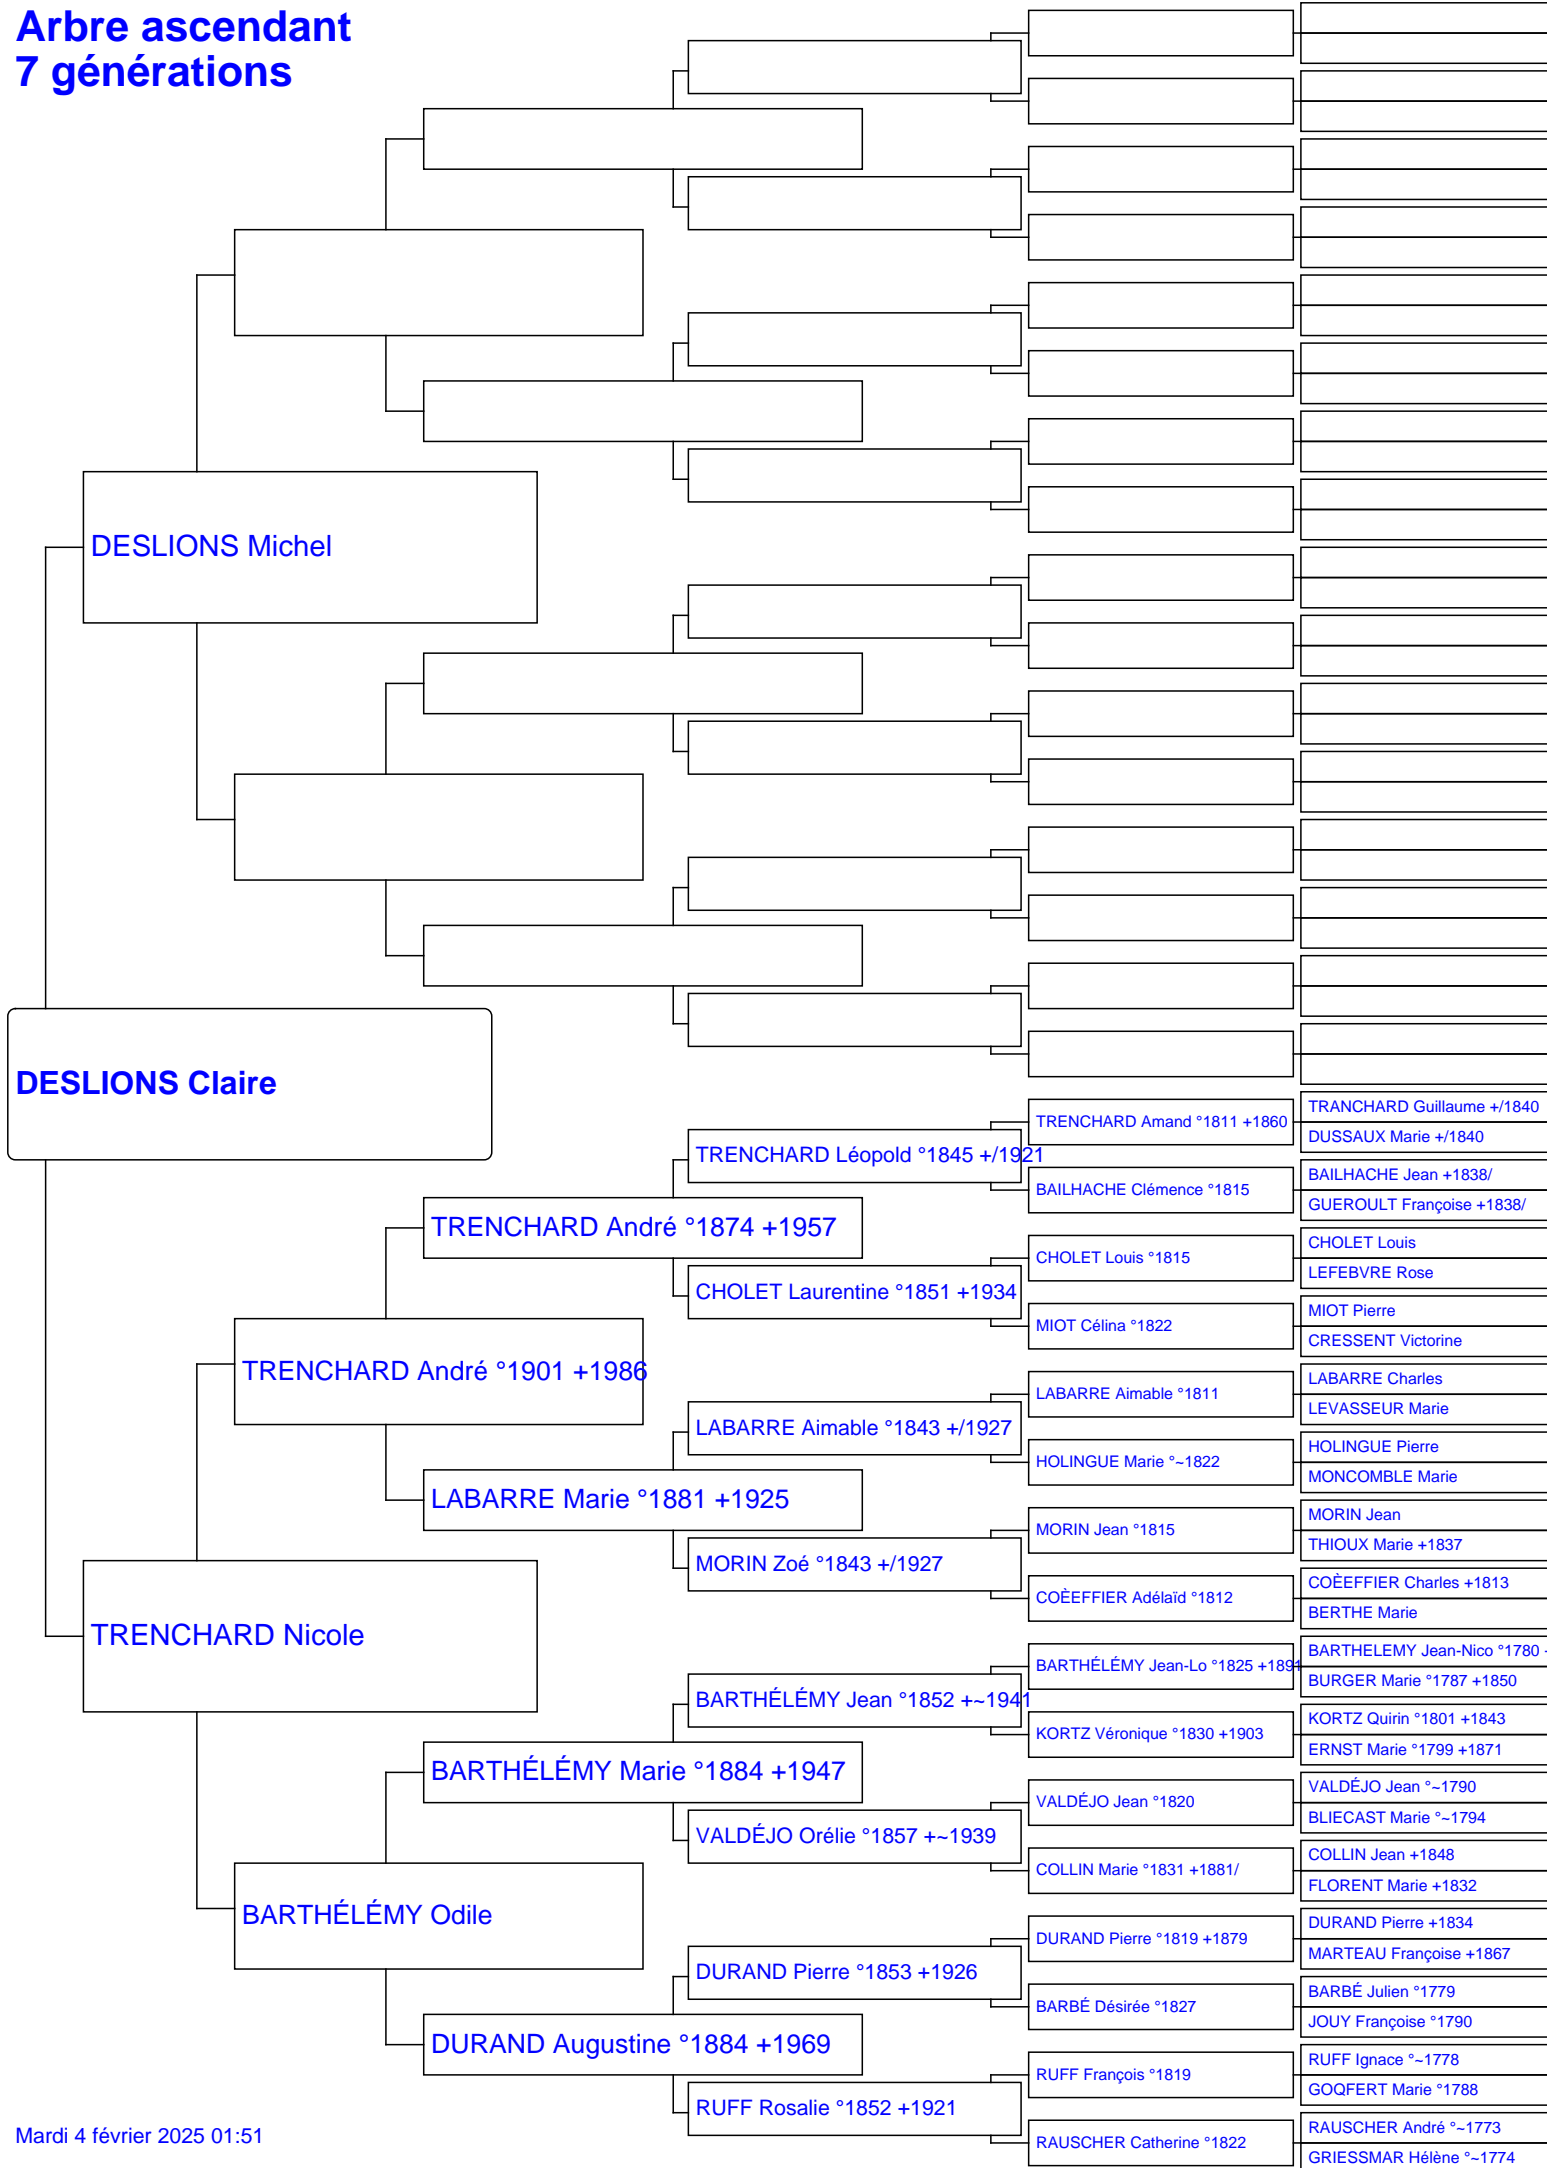 Arbre ascendant
7 générations
DESLIONS Michel
DESLIONS Claire
TRENCHARD Amand °1811 +1860
TRANCHARD Guillaume +/1840
DUSSAUX Marie +/1840
TRENCHARD Léopold °1845 +/1921
BAILHACHE Clémence °1815
BAILHACHE Jean +1838/
GUEROULT Françoise +1838/
TRENCHARD André °1874 +1957
CHOLET Louis °1815
CHOLET Louis
LEFEBVRE Rose
CHOLET Laurentine °1851 +1934
MIOT Célina °1822
MIOT Pierre
CRESSENT Victorine
TRENCHARD André °1901 +1986
LABARRE Aimable °1811
LABARRE Charles
LEVASSEUR Marie
LABARRE Aimable °1843 +/1927
HOLINGUE Marie °~1822
HOLINGUE Pierre
MONCOMBLE Marie
LABARRE Marie °1881 +1925
MORIN Jean °1815
MORIN Jean
THIOUX Marie +1837
MORIN Zoé °1843 +/1927
COÈEFFIER Adélaïd °1812
COÈEFFIER Charles +1813
BERTHE Marie
TRENCHARD Nicole
BARTHÉLÉMY Jean-Lo °1825 +1891
BARTHELEMY Jean-Nico °1780 -
BURGER Marie °1787 +1850
BARTHÉLÉMY Jean °1852 +~1941
KORTZ Véronique °1830 +1903
KORTZ Quirin °1801 +1843
ERNST Marie °1799 +1871
BARTHÉLÉMY Marie °1884 +1947
VALDÉJO Jean °1820
VALDÉJO Jean °~1790
BLIECAST Marie °~1794
VALDÉJO Orélie °1857 +~1939
COLLIN Marie °1831 +1881/
COLLIN Jean +1848
FLORENT Marie +1832
BARTHÉLÉMY Odile
DURAND Pierre °1819 +1879
DURAND Pierre +1834
MARTEAU Françoise +1867
DURAND Pierre °1853 +1926
BARBÉ Désirée °1827
BARBÉ Julien °1779
JOUY Françoise °1790
DURAND Augustine °1884 +1969
RUFF François °1819
RUFF Ignace °~1778
GOQFERT Marie °1788
RUFF Rosalie °1852 +1921
RAUSCHER Catherine °1822
RAUSCHER André °~1773
GRIESSMAR Hélène °~1774
Mardi 4 février 2025 01:51